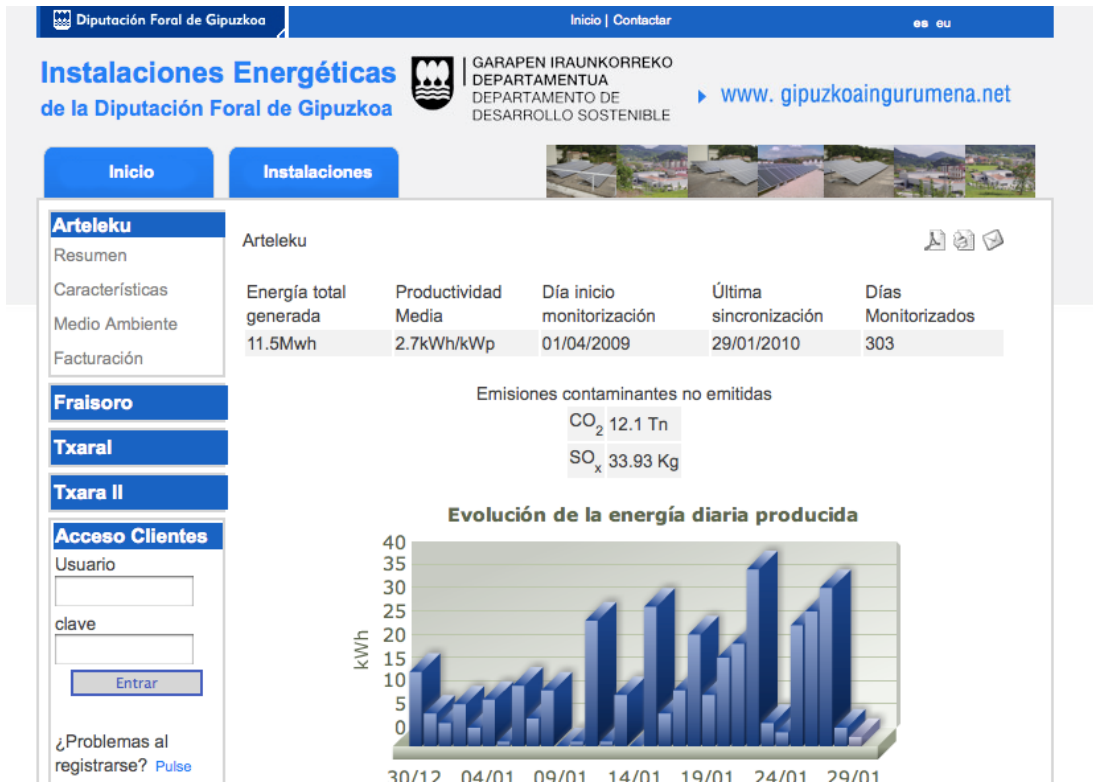 Diputación Foral de Gipuzkoa
Inicio | Contactar
es eu
Instalaciones Energéticas
de la Diputación Foral de Gipuzkoa
GARAPEN IRAUNKORREKO
DEPARTAMENTUA
DEPARTAMENTO DE
DESARROLLO SOSTENIBLE
www. gipuzkoaingurumena.net
Inicio
Instalaciones
Arteleku
Resumen
Características
Medio Ambiente
Facturación
Fraisoro
TxaraI
Txara II
Acceso Clientes
Usuario
clave
Entrar
¿Problemas al
registrarse? Pulse
Arteleku
Energía total generada
Productividad Media
Día inicio monitorización
Última sincronización
Días Monitorizados
11.5Mwh 2.7kWh/kWp 01/04/2009 29/01/2010 303
Emisiones contaminantes no emitidas
CO2 12.1 Tn
SOx 33.93 Kg
Evolución de la energía diaria producida
kWh
40
35
30
25
20
15
10
5
0
30/12 04/01 09/01 14/01 19/01 24/01 29/01